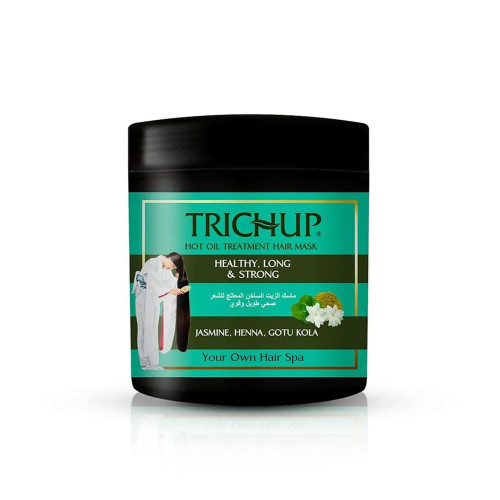 TRICHUP®
HOT OIL TREATMENT HAIR MASK
HEALTHY, LONG
& STRONG
ماسك الزيت الساخن المعالج للشعر
صحي طويل وقوي
JASMINE, HENNA, GOTU KOLA
Your Own Hair Spa